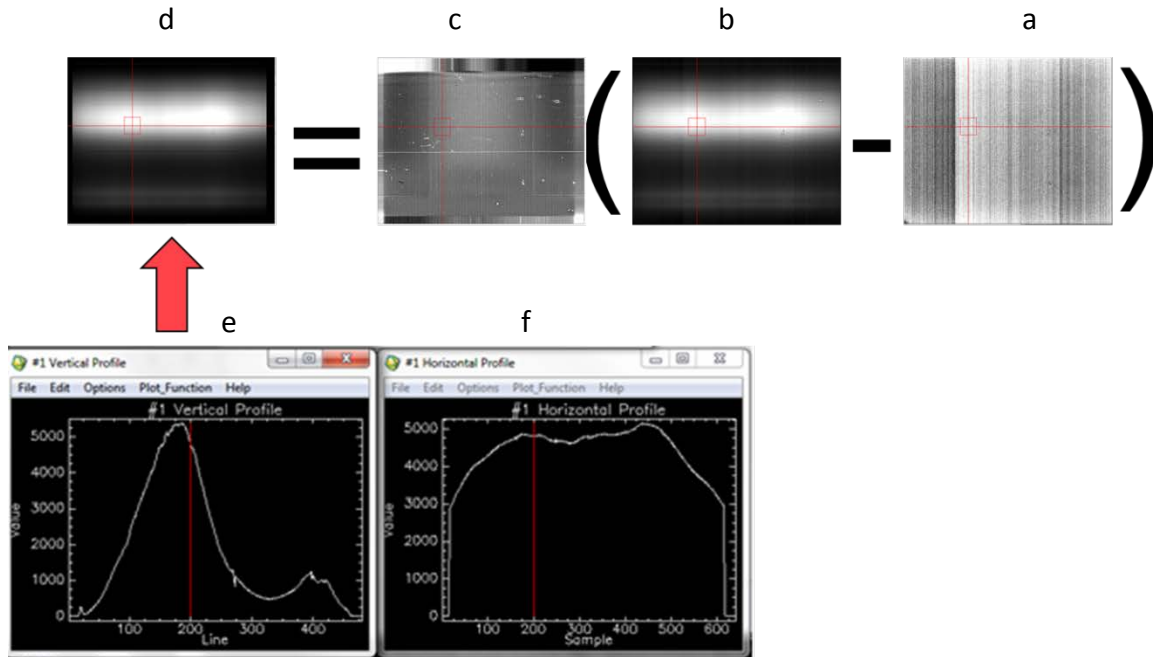 d c b a
= ( - )
e f
#1 Vertical Profile
File Edit Options Plot_Function Help
#1 Vertical Profile
5000
4000
3000
2000
1000
0
Value
100 200 300 400
Line
#1 Horizontal Profile
File Edit Options Plot_Function Help
#1 Horizontal Profile
5000
4000
3000
2000
1000
0
Value
100 200 300 400 500 600
Sample